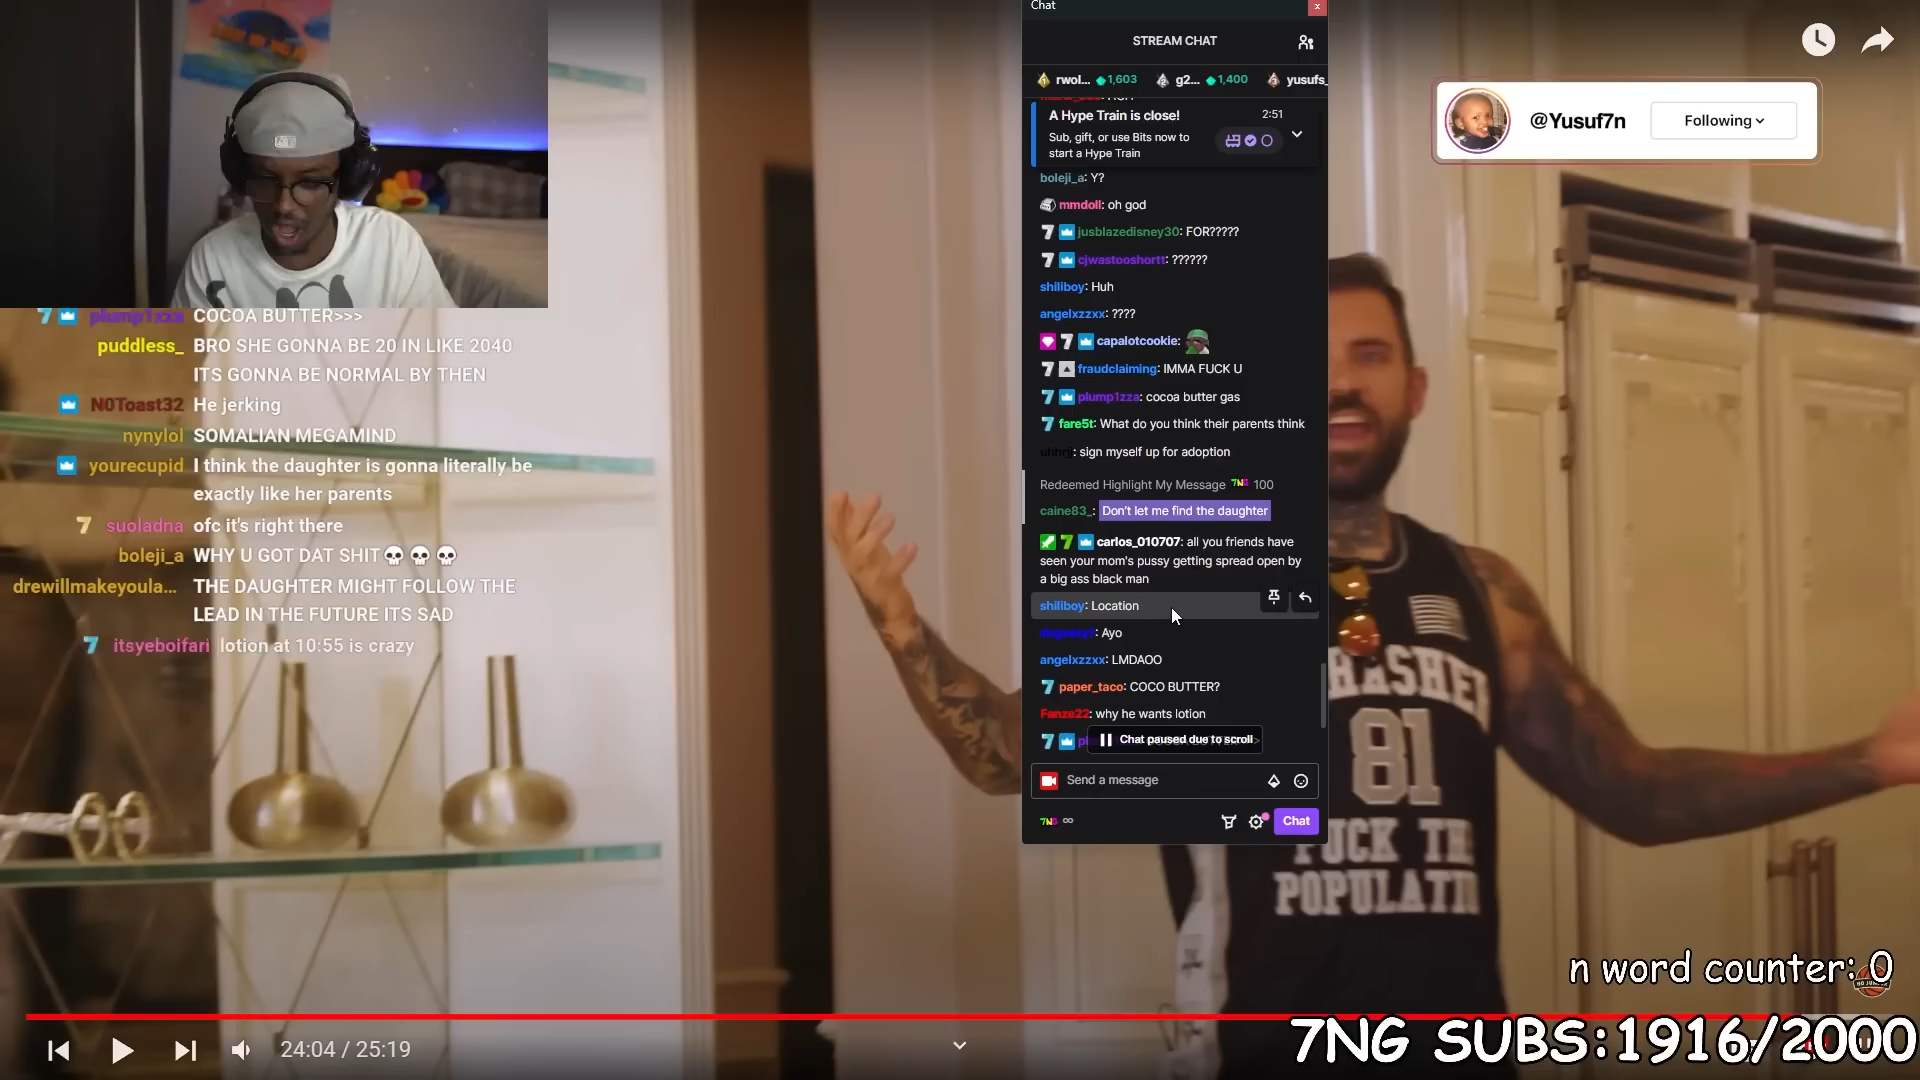 Chat
STREAM CHAT
rwol... 1,603 g2... 1,400 yusufs_
A Hype Train is close!
2:51
Sub, gift, or use Bits now to
start a Hype Train
boleji_a: Y?
mmdoll: oh god
jusblazedisney30: FOR?????
cjwastooshortt: ??????
shiliboy: Huh
angelxzzxx: ????
capalotcookie:
fraudclaiming: IMMA FUCK U
plump1zza: cocoa butter gas
fare5t: What do you think their parents think
: sign myself up for adoption
Redeemed Highlight My Message 7NG 100
caine83_: Don't let me find the daughter
carlos_010707: all you friends have
seen your mom's pussy getting spread open by
a big ass black man
shiliboy: Location
: Ayo
angelxzzxx: LMDAOO
paper_taco: COCO BUTTER?
Fanze22: why he wants lotion
Chat paused due to scroll
Send a message
7NG ∞
Chat
plump1zza COCOA BUTTER>>>
puddless_ BRO SHE GONNA BE 20 IN LIKE 2040
ITS GONNA BE NORMAL BY THEN
N0Toast32 He jerking
nynylol SOMALIAN MEGAMIND
yourecupid I think the daughter is gonna literally be
exactly like her parents
suoladna ofc it's right there
boleji_a WHY U GOT DAT SHIT💀💀💀
drewillmakeyoula... THE DAUGHTER MIGHT FOLLOW THE
LEAD IN THE FUTURE ITS SAD
itsyeboifari lotion at 10:55 is crazy
@Yusuf7n
Following
THRASHER
81
FUCK THE
POPULATI
n word counter: 0
7NG SUBS:1916/2000
24:04 / 25:19